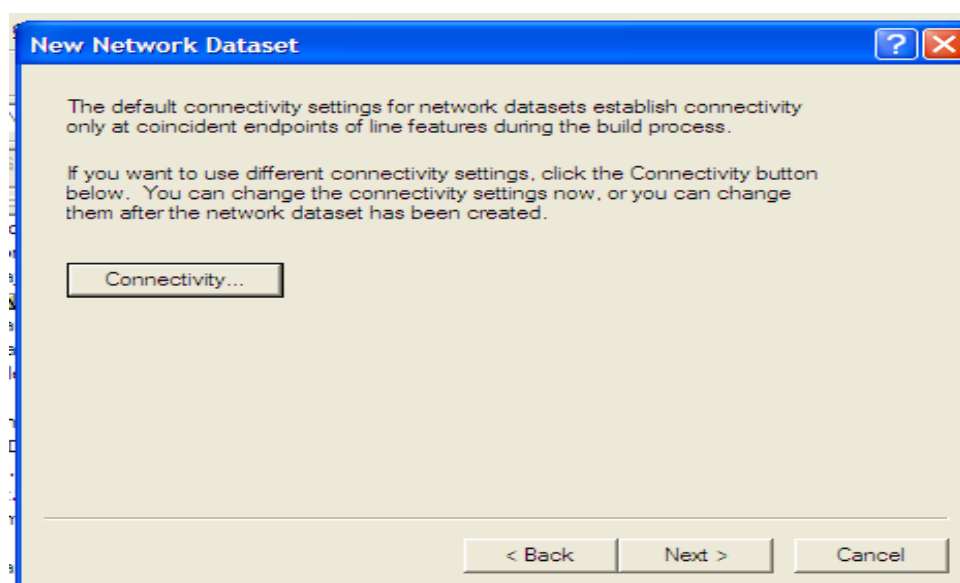 New Network Dataset
The default connectivity settings for network datasets establish connectivity
only at coincident endpoints of line features during the build process.
If you want to use different connectivity settings, click the Connectivity button
below. You can change the connectivity settings now, or you can change
them after the network dataset has been created.
Connectivity...
< Back
Next >
Cancel